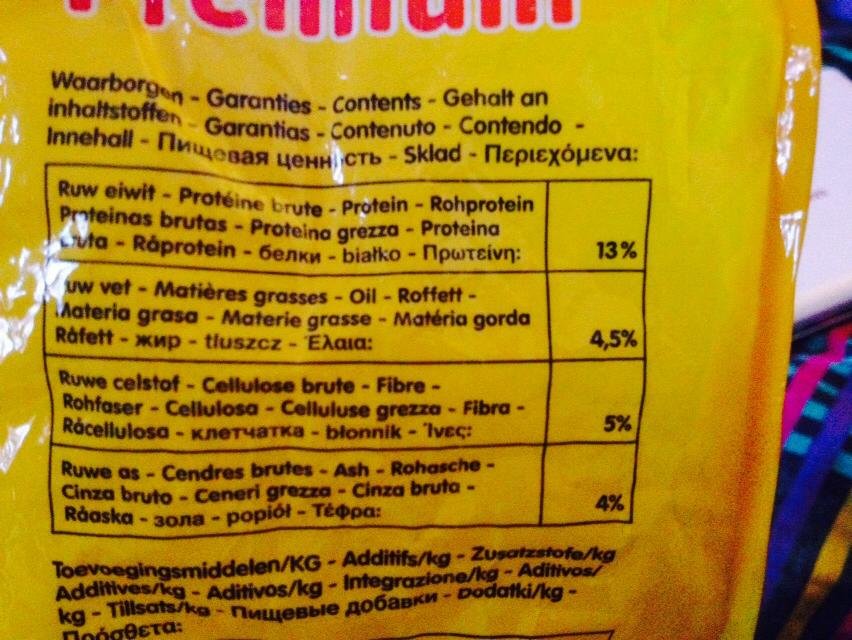 Premium
Waarborgen - Garanties - Contents - Gehalt an
inhaltstoffen - Garantias - Contenuto - Contendo -
Innehall - Пищевая ценность - Sklad - Περιεχόμενα:
Ruw eiwit - Protéine brute - Protein - Rohprotein
Proteinas brutas - Proteina grezza - Proteina
- Råprotein - белки - białko - Πρωτείνη:
13%
vet - Matières grasses - Oil - Roffett -
Materia grasa - Materie grasse - Matéria gorda
Råfett - жир - tluszcz - Έλαια:
4,5%
Ruwe celstof - Cellulose brute - Fibre -
Rohfaser - Cellulosa - Celluluse grezza - Fibra -
Råcellulosa - клетчатка - błonnik - Ίνες:
5%
Ruwe as - Cendres brutes - Ash - Rohasche -
Cinza bruto - Ceneri grezza - Cinza bruta -
Råaska - зола - popiół - Τέφρα:
4%
Toevoegingsmiddelen/KG - Additifs/kg - Zusatzstofe/kg
Additives/kg - Aditivos/kg - Integrazione/kg - Aditivos/
kg - Tillsats/kg - Пищевые добавки - Dodatki/kg -
Πρόσθετα: